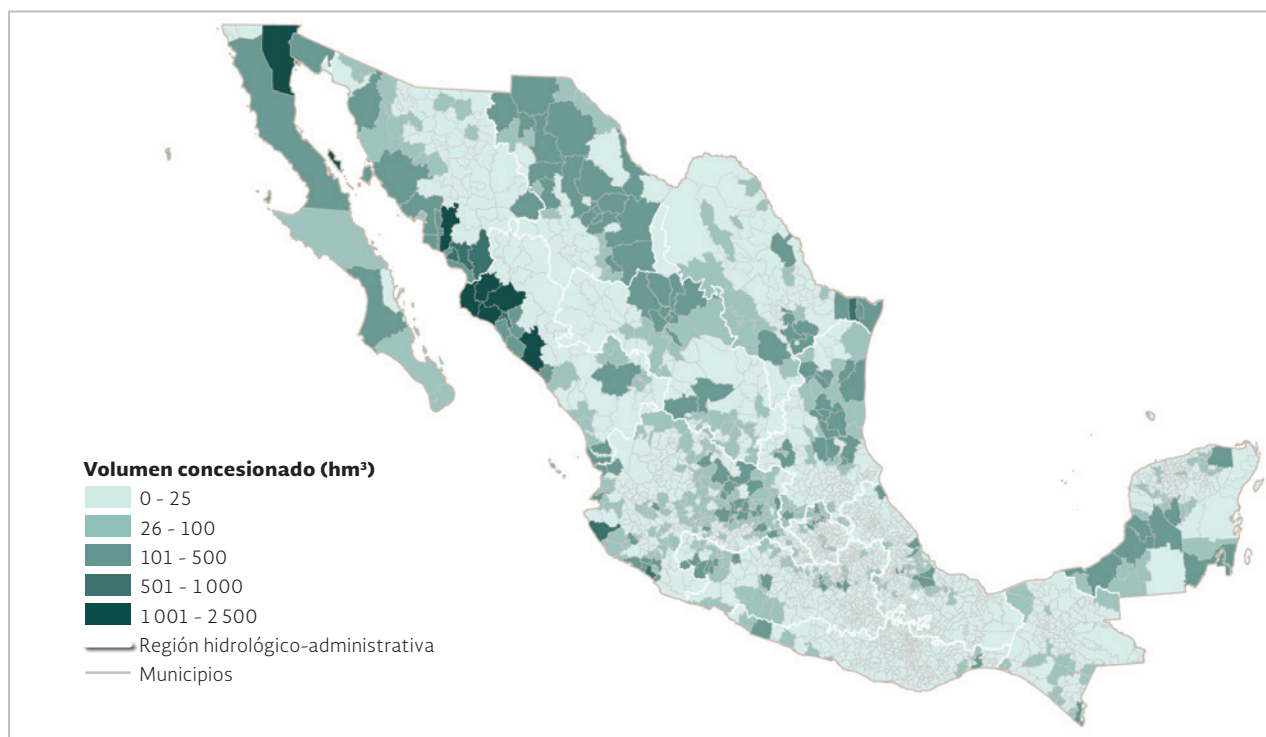 Volumen concesionado (hm³)
0 - 25
26 - 100
101 - 500
501 - 1 000
1 001 - 2 500
Región hidrológico-administrativa
Municipios